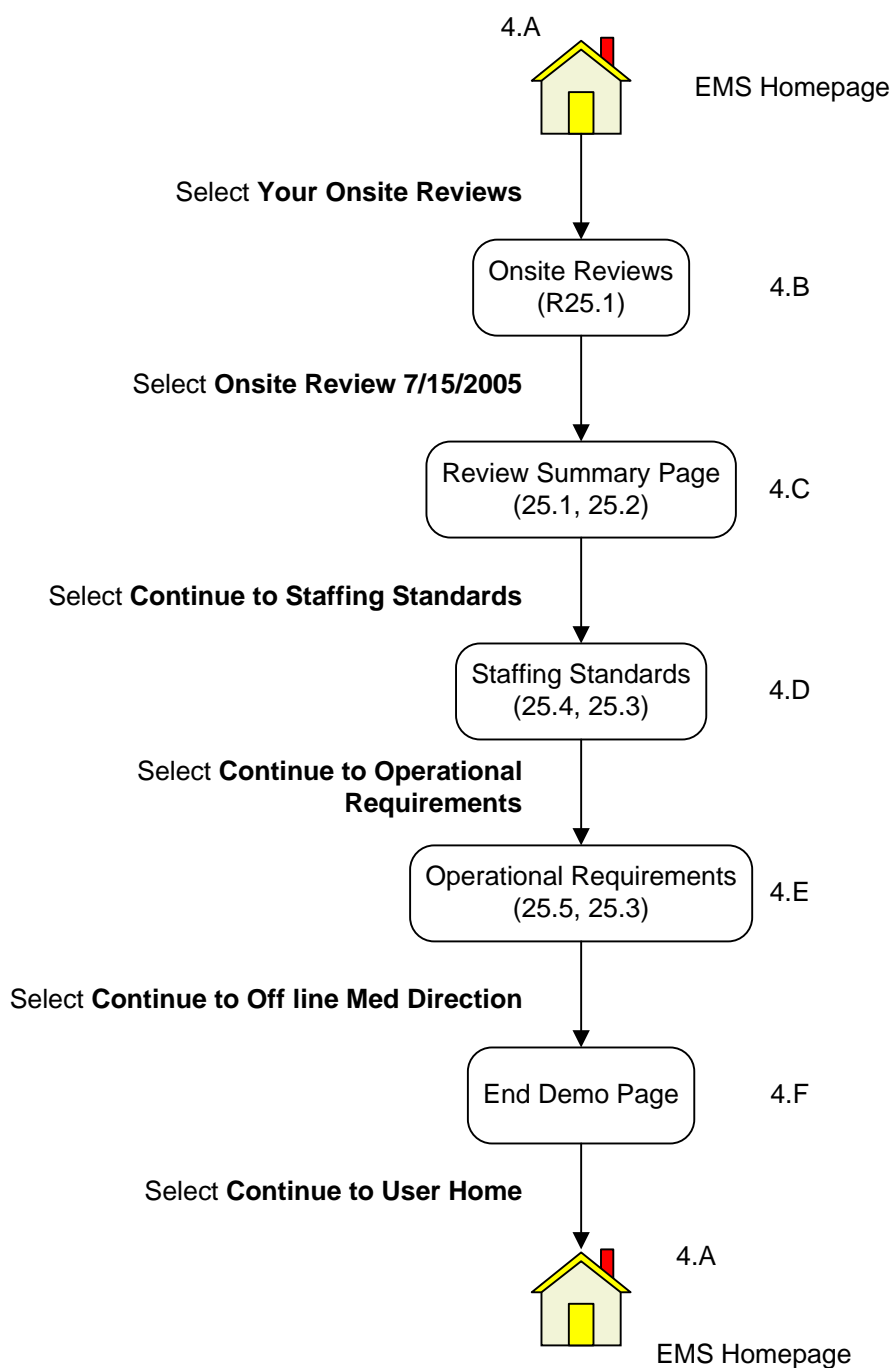 4.A
EMS Homepage
Select Your Onsite Reviews
Onsite Reviews
(R25.1)
4.B
Select Onsite Review 7/15/2005
Review Summary Page
(25.1, 25.2)
4.C
Select Continue to Staffing Standards
Staffing Standards
(25.4, 25.3)
4.D
Select Continue to Operational
Requirements
Operational Requirements
(25.5, 25.3)
4.E
Select Continue to Off line Med Direction
End Demo Page
4.F
Select Continue to User Home
4.A
EMS Homepage